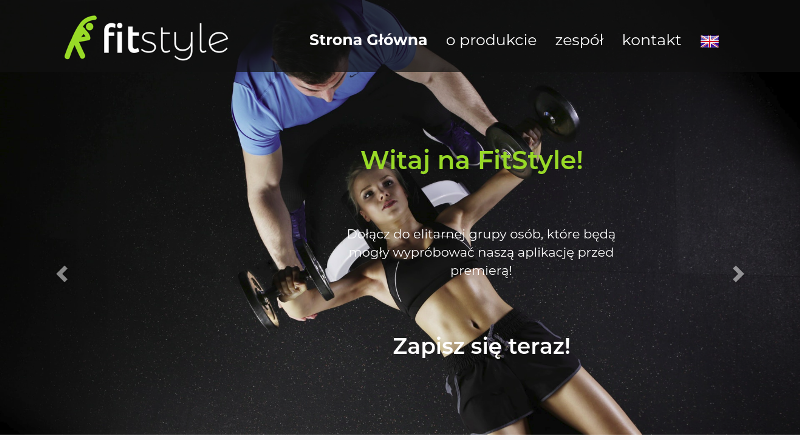 fitstyle
Strona Główna o produkcie zespół kontakt
Witaj na FitStyle!
Dołącz do elitarnej grupy osób, które będą
mogły wypróbować naszą aplikację przed
premierą!
Zapisz się teraz!